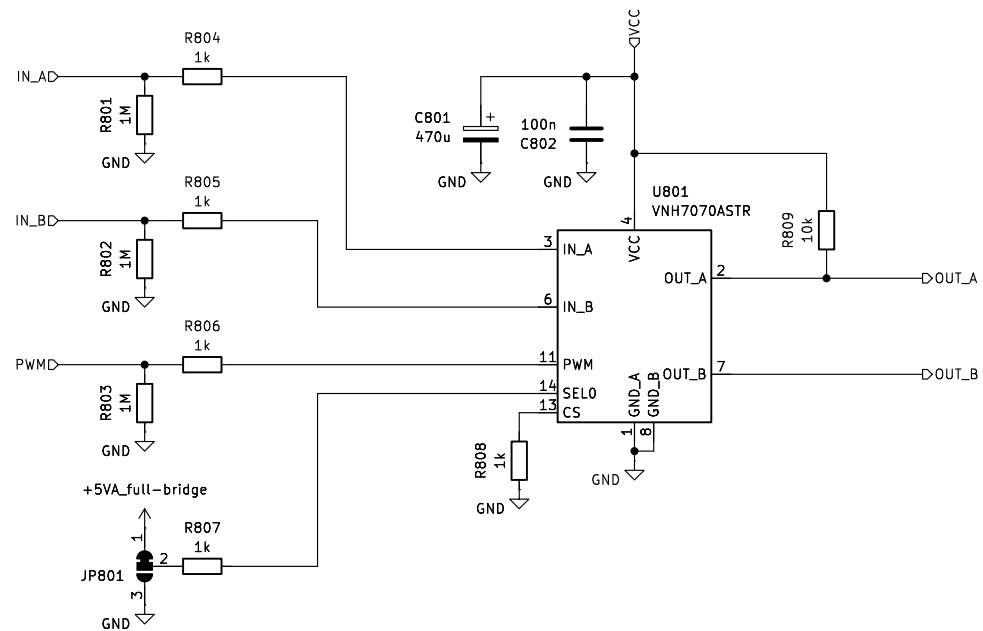 VCC
R804
1k
IN_A
R801
1M
GND
C801
470u
+
GND
100n
C802
GND
R805
1k
IN_B
R802
1M
GND
U801
VNH7070ASTR
R809
10k
4
VCC
3
IN_A
6
IN_B
11
PWM
14
SEL0
13
CS
OUT_A
2
OUT_A
OUT_B
7
OUT_B
GND_A
GND_B
1
8
GND
R806
1k
PWM
R803
1M
GND
R808
1k
GND
+5VA_full-bridge
1
2
3
JP801
R807
1k
GND